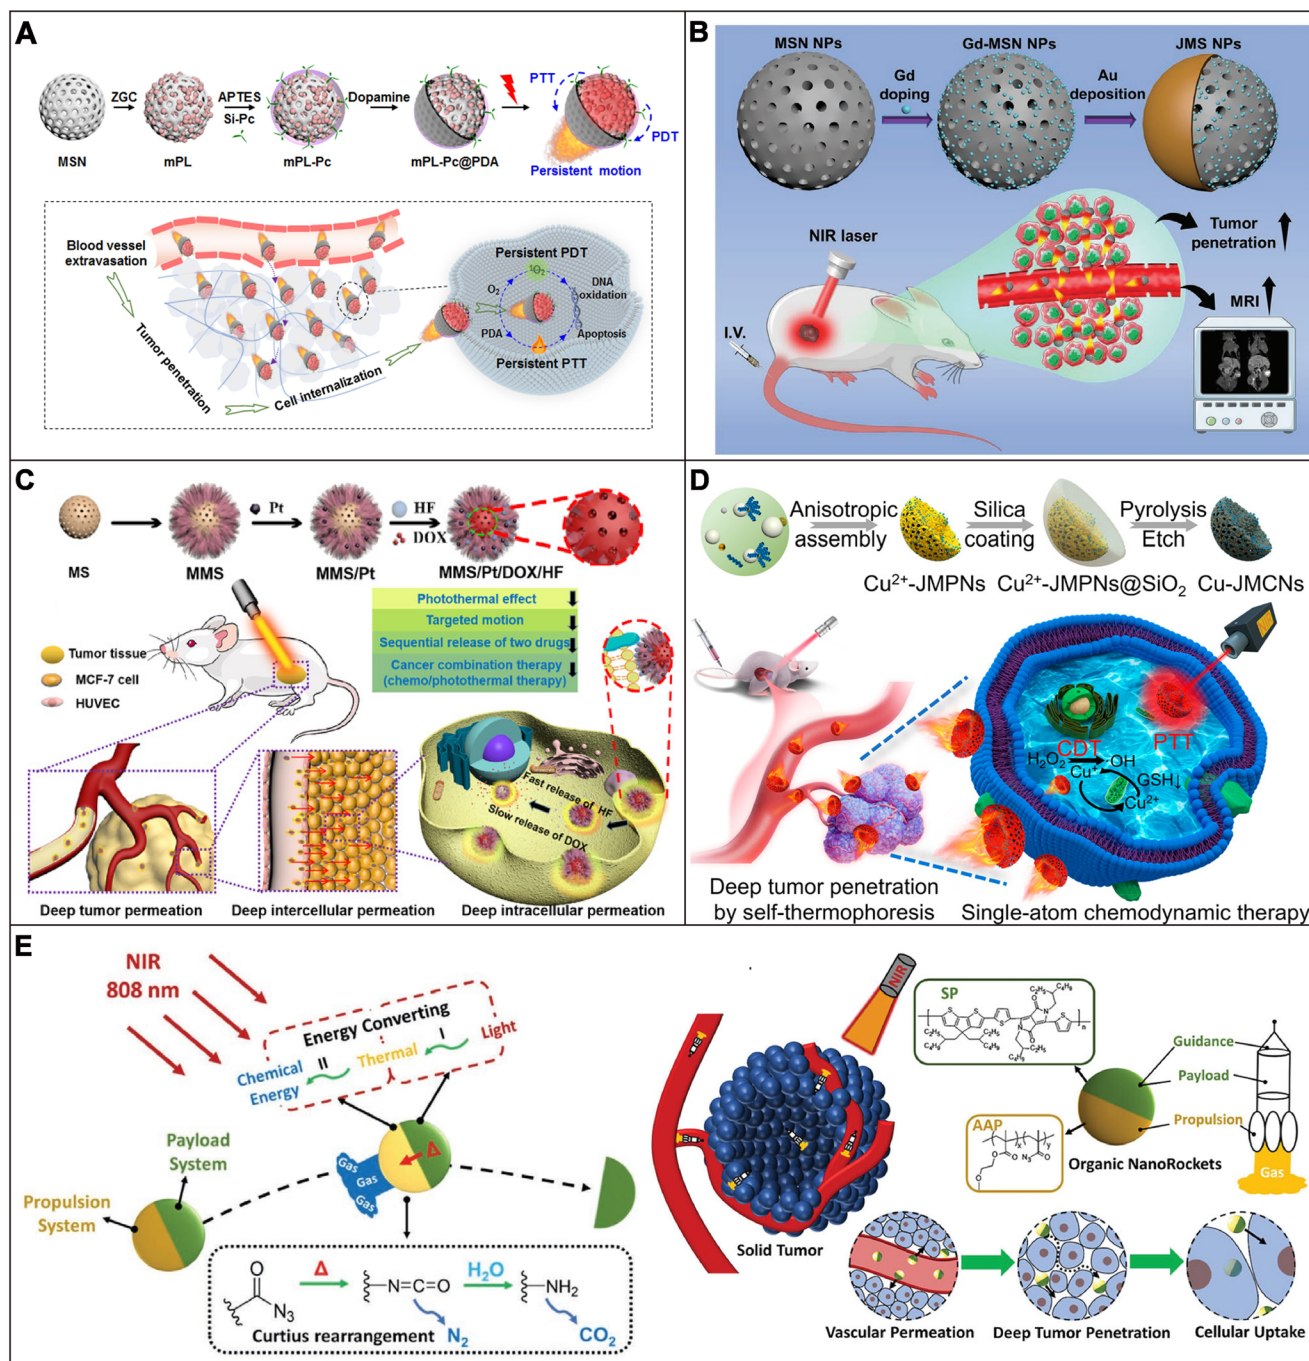 A
ZGC
APTES
Si-Pc
Dopamine
PTT
PDT
MSN
mPL
mPL-Pc
mPL-Pc@PDA
Persistent motion
Blood vessel
extravasation
Tumor penetration
Cell internalization
Persistent PDT
¹O₂
O₂
DNA
oxidation
PDA
Apoptosis
Persistent PTT
B
MSN NPs
Gd-MSN NPs
JMS NPs
Gd
doping
Au
deposition
NIR laser
I.V.
Tumor
penetration
MRI
C
Pt
HF
DOX
MS
MMS
MMS/Pt
MMS/Pt/DOX/HF
Photothermal effect
Targeted motion
Sequential release of two drugs
Cancer combination therapy
(chemo/photothermal therapy)
Tumor tissue
MCF-7 cell
HUVEC
Fast release of HF
Slow release of DOX
Deep tumor permeation
Deep intercellular permeation
Deep intracellular permeation
D
Anisotropic
assembly
Silica
coating
Pyrolysis
Etch
Cu²⁺-JMPNs
Cu²⁺-JMPNs@SiO₂
Cu-JMCNs
CDT
PTT
H₂O₂
·OH
Cu⁺
GSH↓
Cu²⁺
Deep tumor penetration
by self-thermophoresis
Single-atom chemodynamic therapy
E
NIR
808 nm
Energy Converting
I
Light
II
Thermal
Chemical
Energy
Payload
System
Propulsion
System
Gas
Gas
Gas
Δ
O
N₃
Δ
N=C=O
H₂O
NH₂
Curtius rearrangement
N₂
CO₂
NIR
Solid Tumor
SP
C₂H₅
C₄H₉
N
O
S
n
AAP
x
y
O
N₃
Guidance
Payload
Propulsion
Gas
Organic NanoRockets
Vascular Permeation
Deep Tumor Penetration
Cellular Uptake